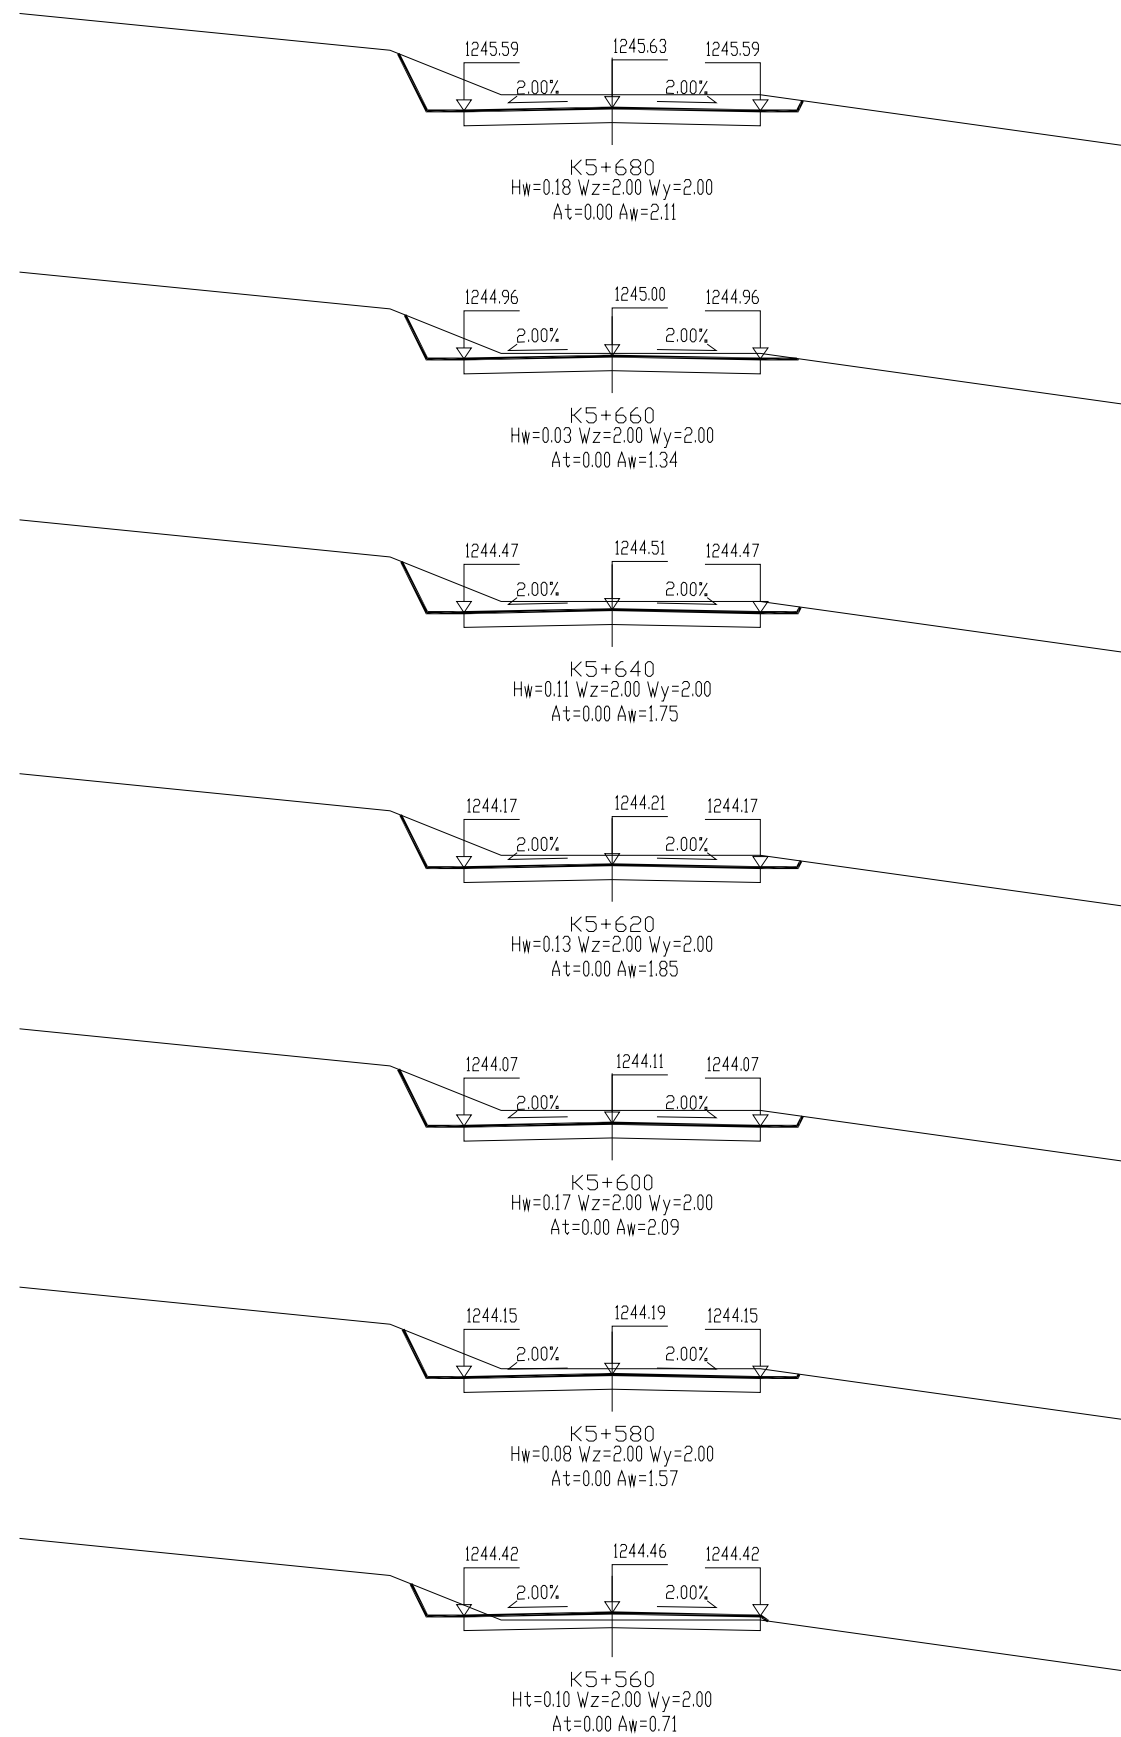 1245.59 1245.63 1245.59
2.00% 2.00%
K5+680
Hw=0.18 Wz=2.00 Wy=2.00
At=0.00 Aw=2.11
1244.96 1245.00 1244.96
2.00% 2.00%
K5+660
Hw=0.03 Wz=2.00 Wy=2.00
At=0.00 Aw=1.34
1244.47 1244.51 1244.47
2.00% 2.00%
K5+640
Hw=0.11 Wz=2.00 Wy=2.00
At=0.00 Aw=1.75
1244.17 1244.21 1244.17
2.00% 2.00%
K5+620
Hw=0.13 Wz=2.00 Wy=2.00
At=0.00 Aw=1.85
1244.07 1244.11 1244.07
2.00% 2.00%
K5+600
Hw=0.17 Wz=2.00 Wy=2.00
At=0.00 Aw=2.09
1244.15 1244.19 1244.15
2.00% 2.00%
K5+580
Hw=0.08 Wz=2.00 Wy=2.00
At=0.00 Aw=1.57
1244.42 1244.46 1244.42
2.00% 2.00%
K5+560
Ht=0.10 Wz=2.00 Wy=2.00
At=0.00 Aw=0.71